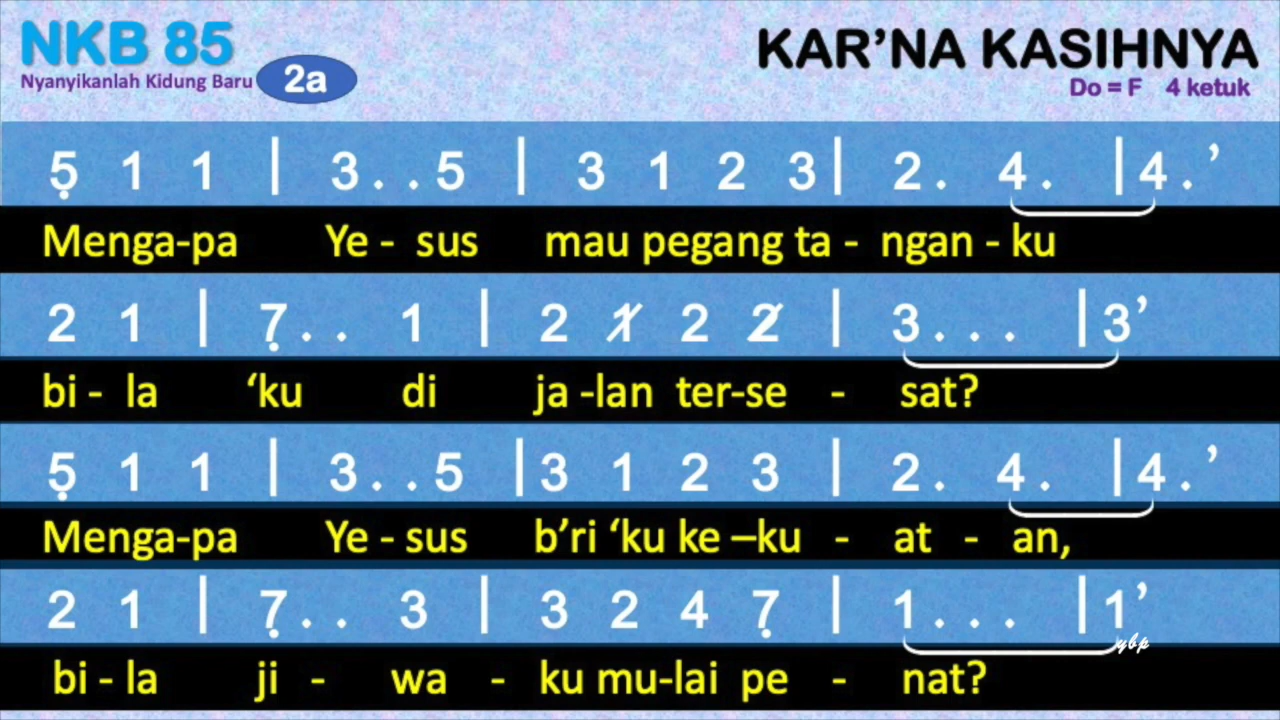 NKB 85
Nyanyikanlah Kidung Baru
2a
KAR’NA KASIHNYA
Do = F 4 ketuk
5̣ 1 1 | 3 . . 5 | 3 1 2 3 | 2 . 4 . | 4 . ’
Menga-pa Ye - sus mau pegang ta - ngan - ku
2 1 | 7̣ . . 1 | 2 1̸ 2 2̸ | 3 . . . | 3 ’
bi - la ‘ku di ja -lan ter-se - sat?
5̣ 1 1 | 3 . . 5 | 3 1 2 3 | 2 . 4 . | 4 . ’
Menga-pa Ye - sus b’ri ‘ku ke –ku - at - an,
2 1 | 7̣ . . 3 | 3 2 4 7̣ | 1 . . . | 1 ’
ybp
bi - la ji - wa - ku mu-lai pe - nat?